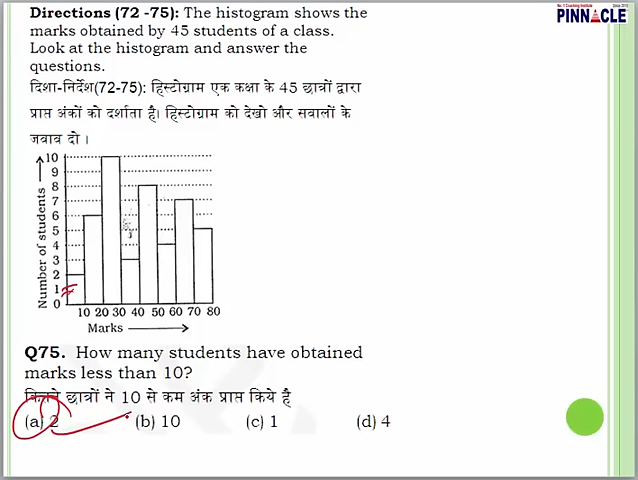 Directions (72 -75): The histogram shows the
marks obtained by 45 students of a class.
Look at the histogram and answer the
questions.
दिशा-निर्देश(72-75): हिस्टोग्राम एक कक्षा के 45 छात्रों द्वारा
प्राप्त अंकों को दर्शाता है। हिस्टोग्राम को देखो और सवालों के
जवाब दो ।
PINNACLE
Number of students
10
9
8
7
6
5
4
3
2
1
0
10 20 30 40 50 60 70 80
Marks
Q75. How many students have obtained
marks less than 10?
कितने छात्रों ने 10 से कम अंक प्राप्त किये है
(a) 2 (b) 10 (c) 1 (d) 4